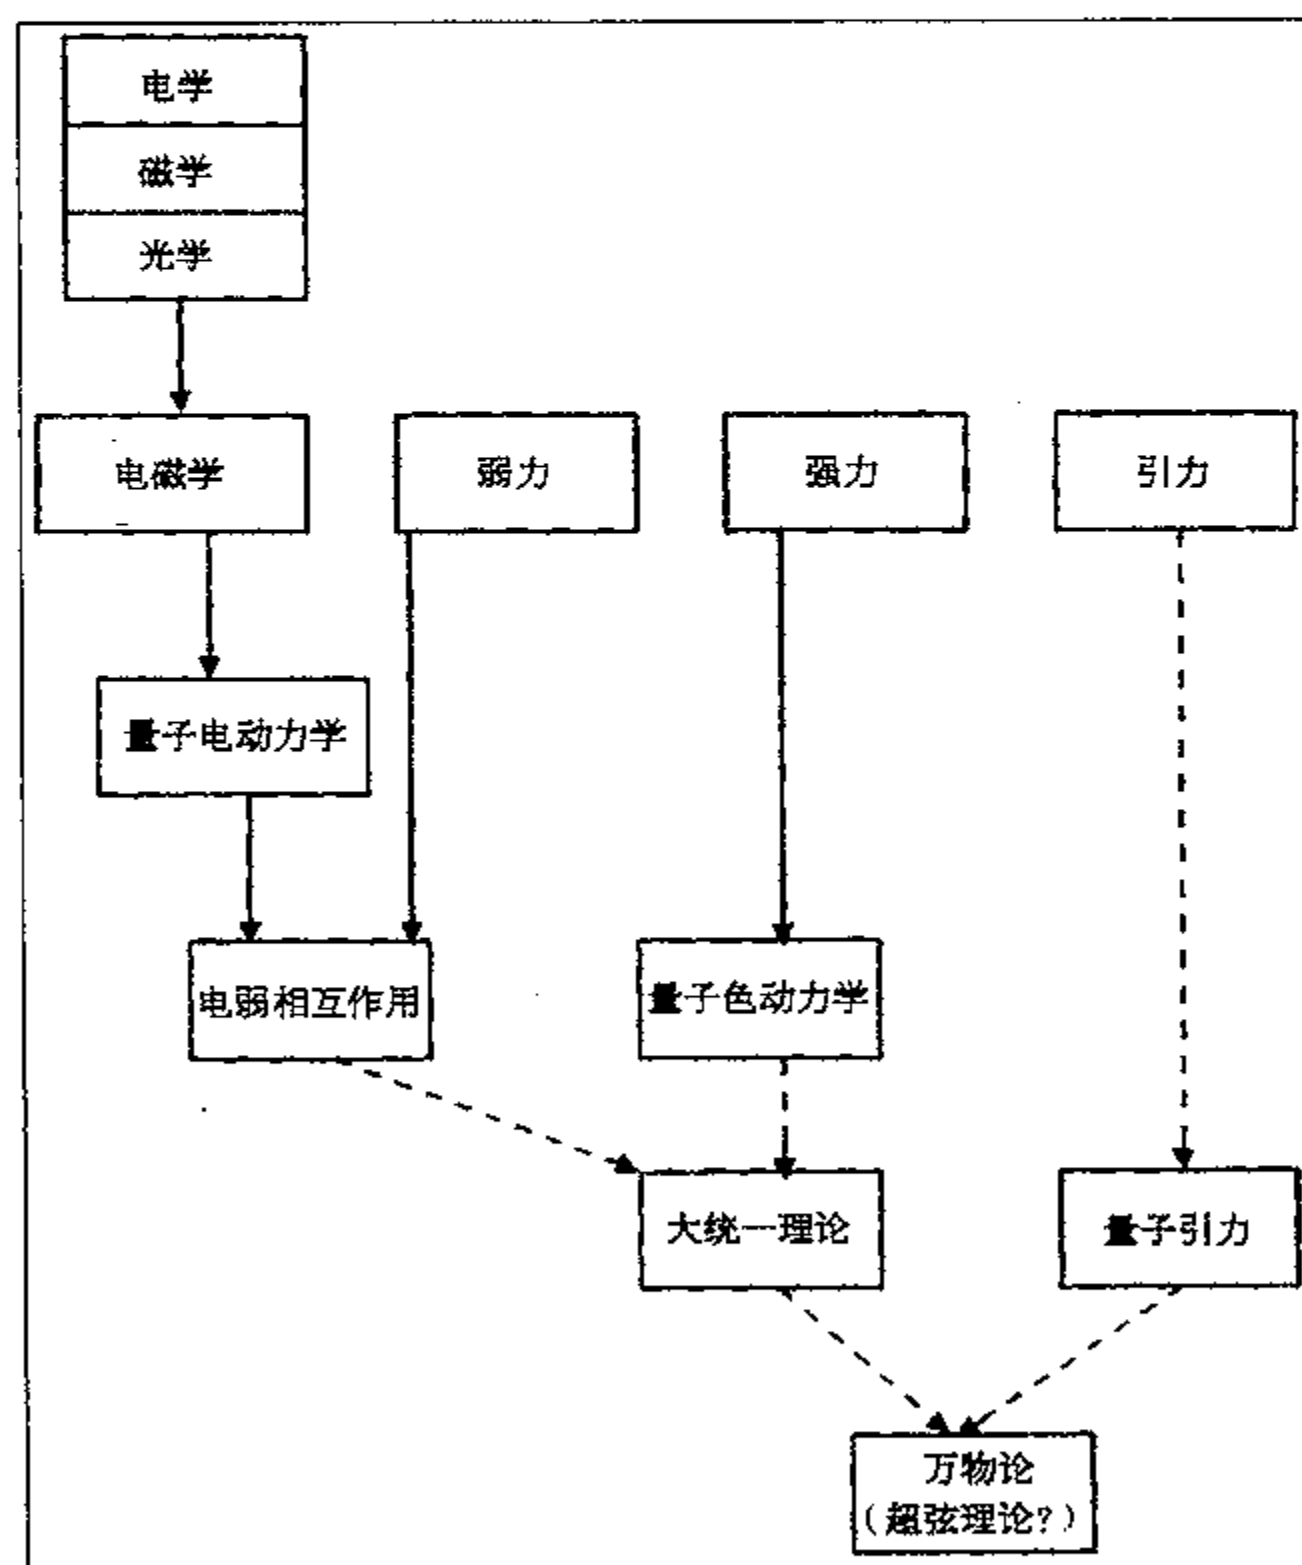 电学
磁学
光学
电磁学
弱力
强力
引力
量子电动力学
电弱相互作用
量子色动力学
大统一理论
量子引力
万物论
(超弦理论?)